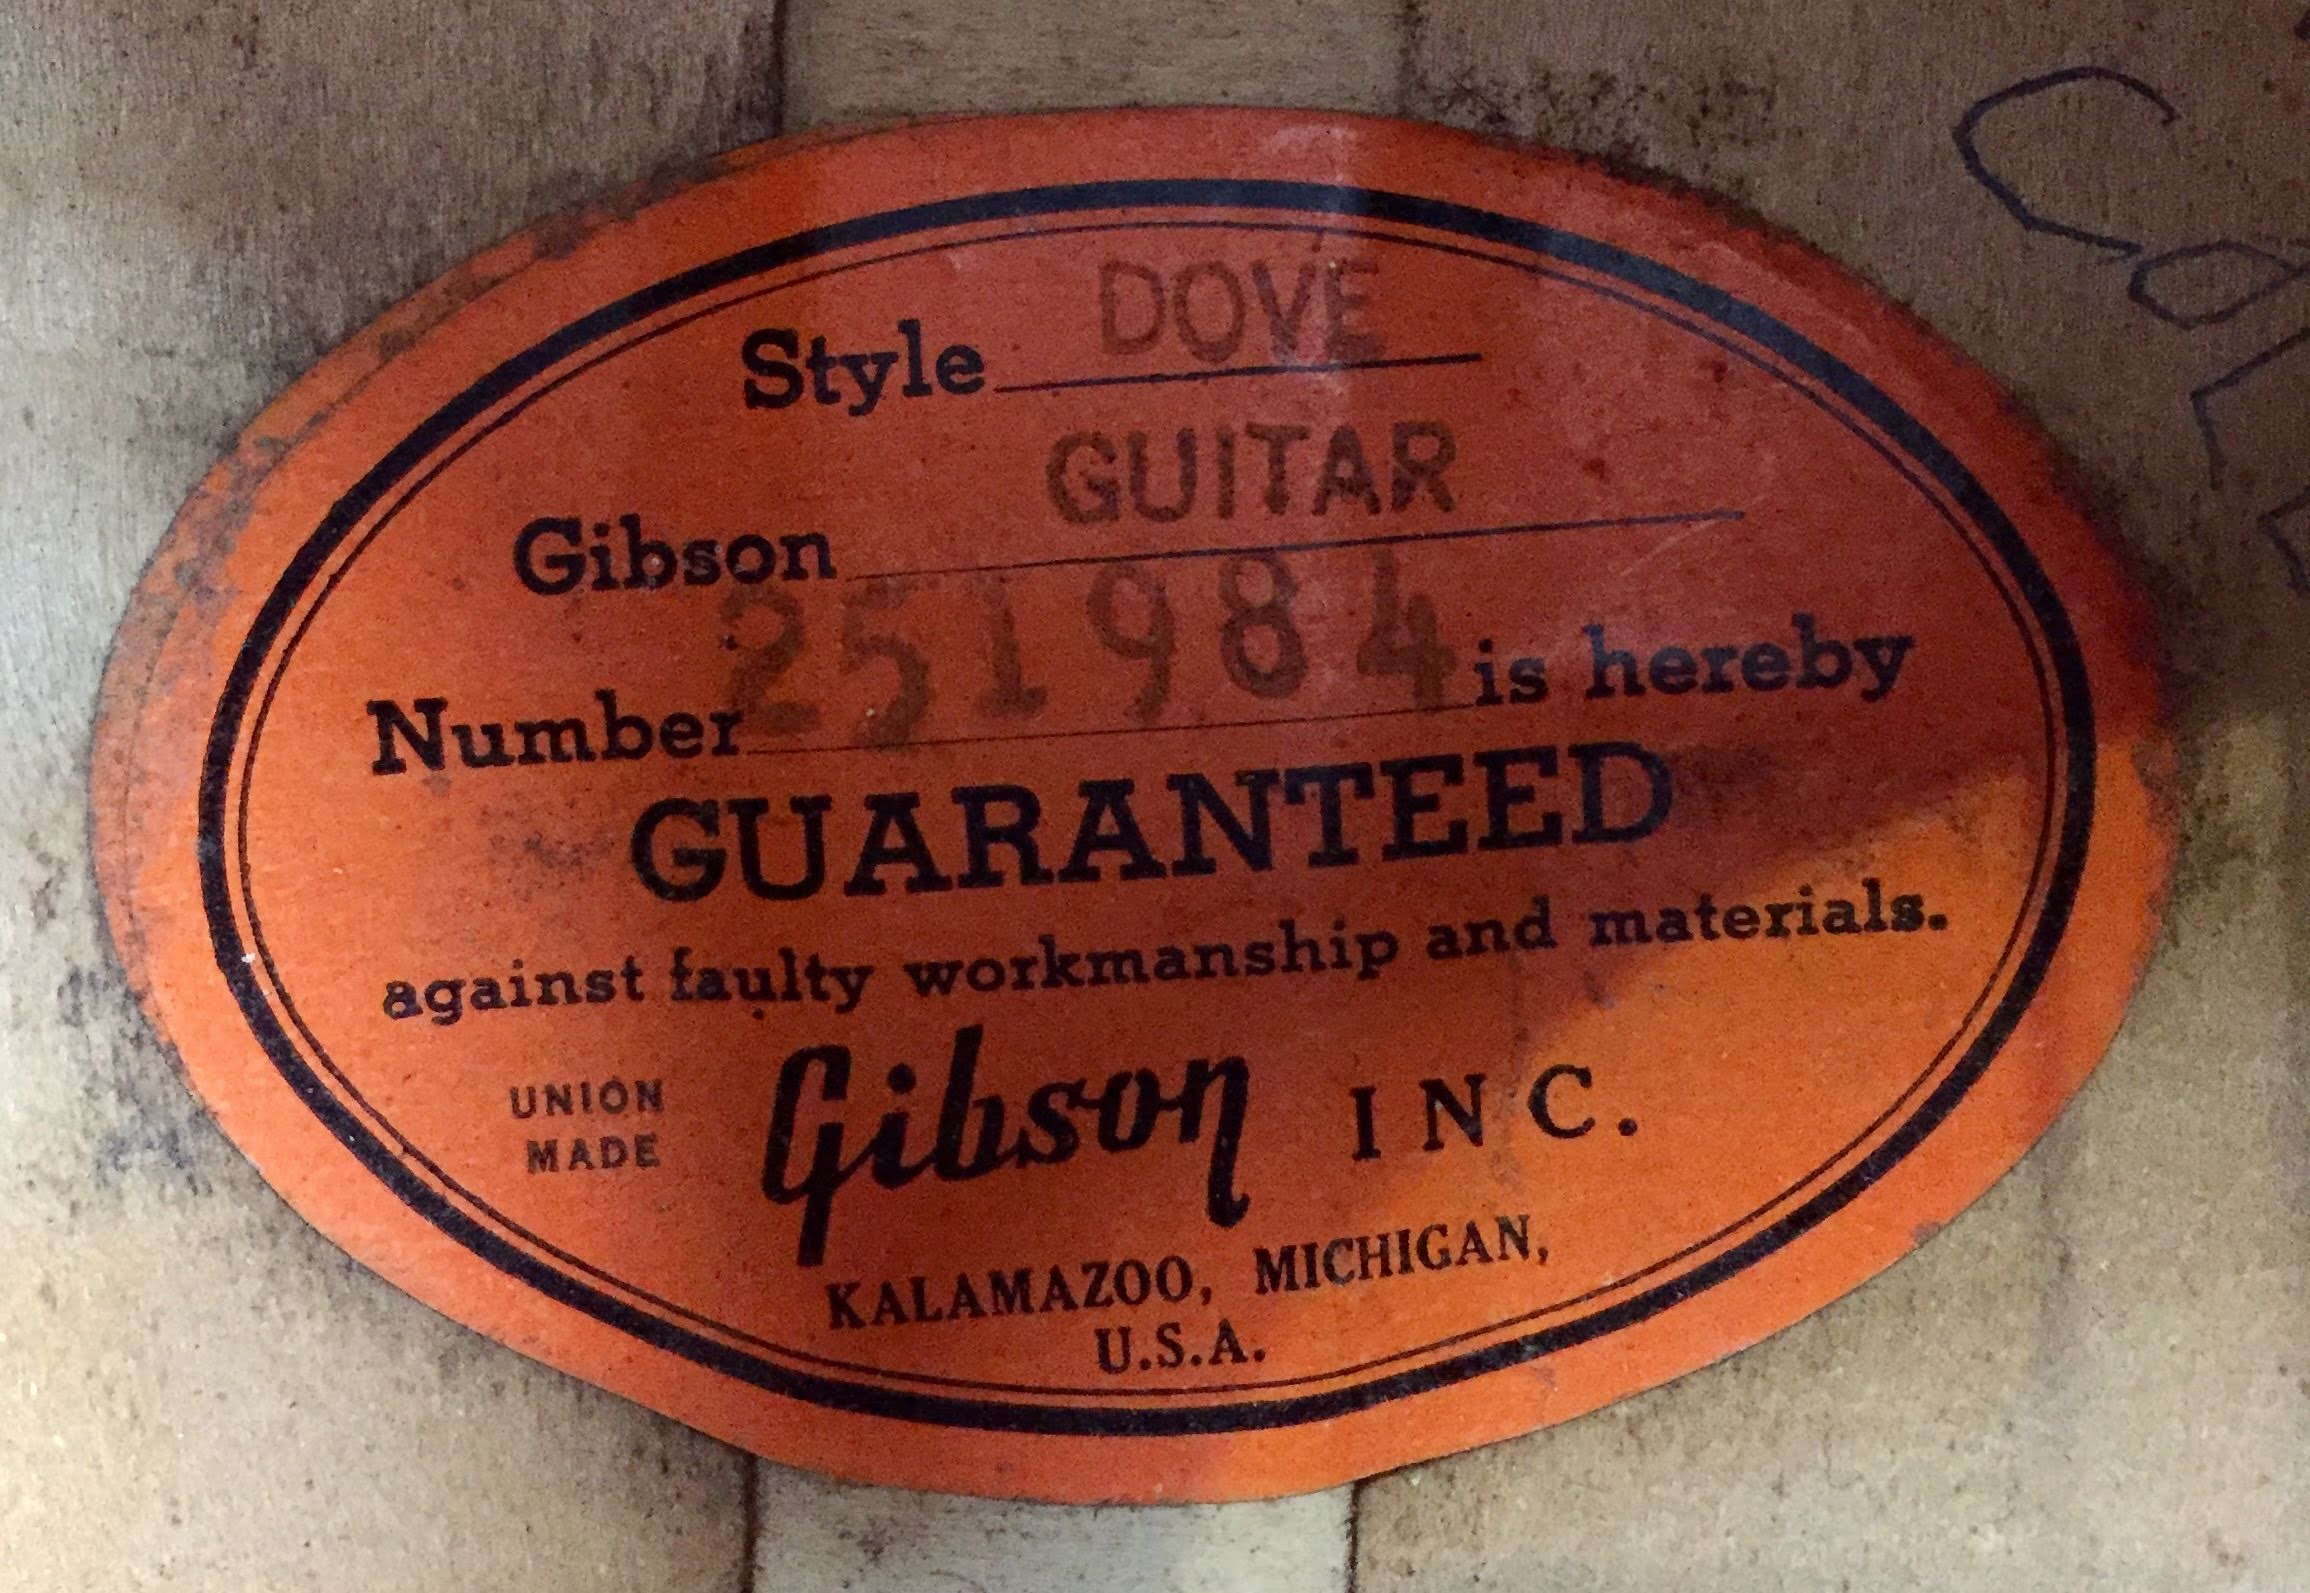 Style DOVE
Gibson GUITAR
Number 251984 is hereby
GUARANTEED
against faulty workmanship and materials.
UNION
MADE
Gibson INC.
KALAMAZOO, MICHIGAN,
U.S.A.